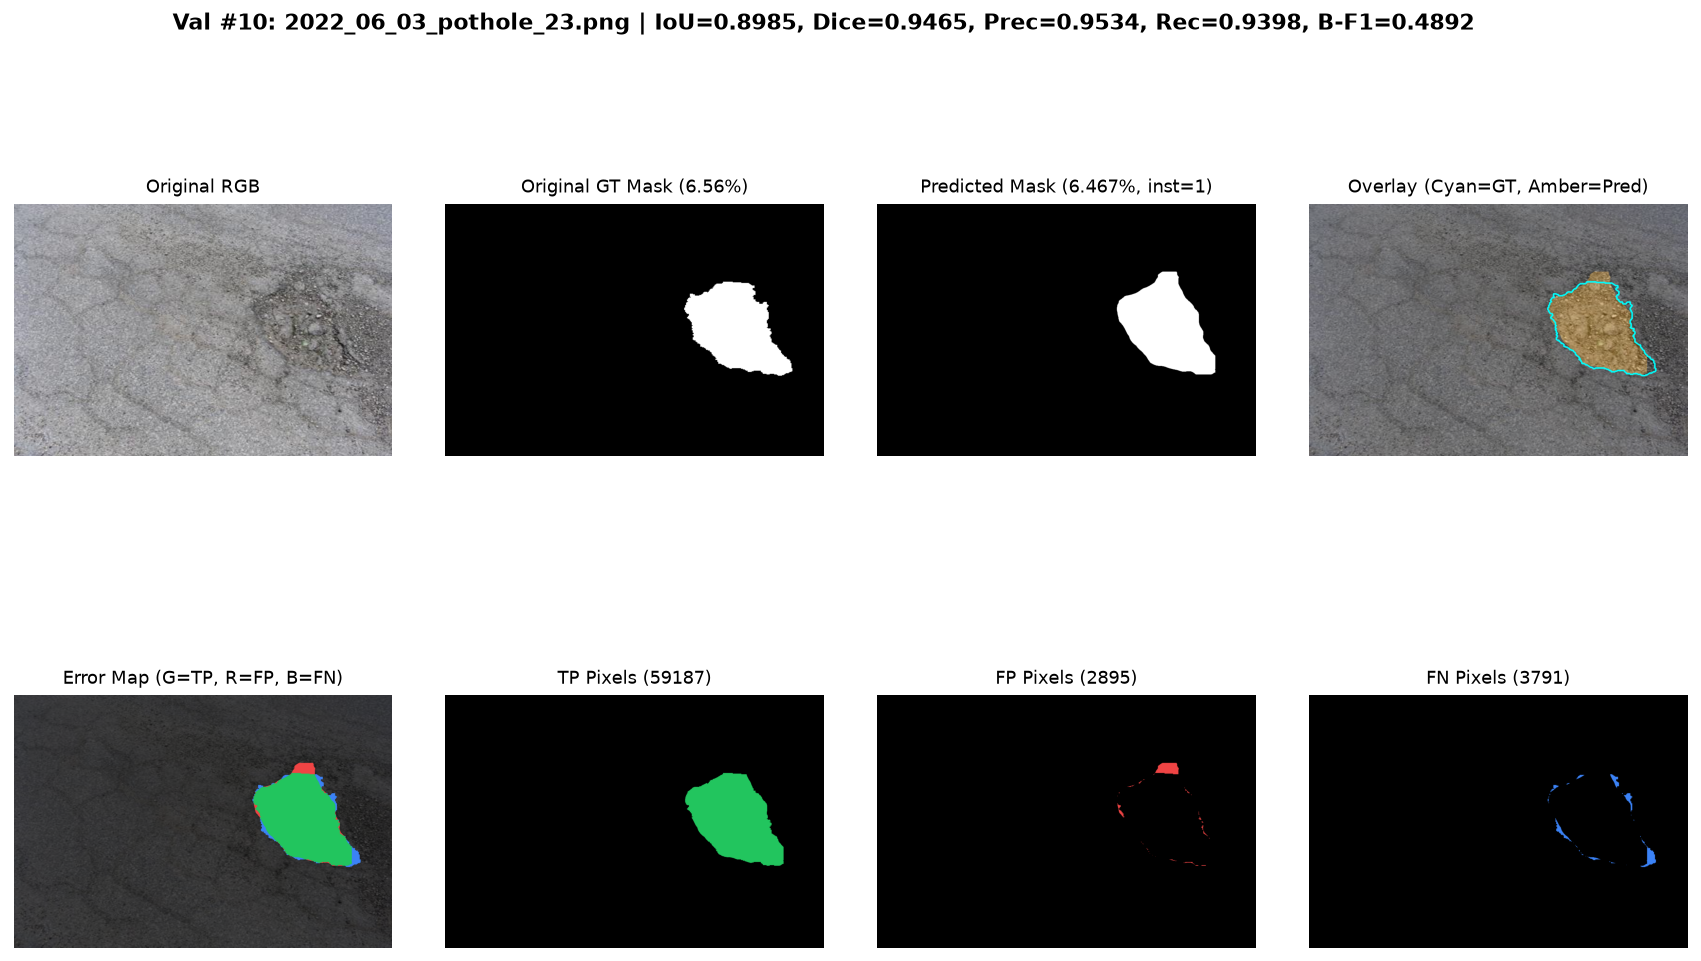 Val #10: 2022_06_03_pothole_23.png | IoU=0.8985, Dice=0.9465, Prec=0.9534, Rec=0.9398, B-F1=0.4892
Original RGB
Original GT Mask (6.56%)
Predicted Mask (6.467%, inst=1)
Overlay (Cyan=GT, Amber=Pred)
Error Map (G=TP, R=FP, B=FN)
TP Pixels (59187)
FP Pixels (2895)
FN Pixels (3791)